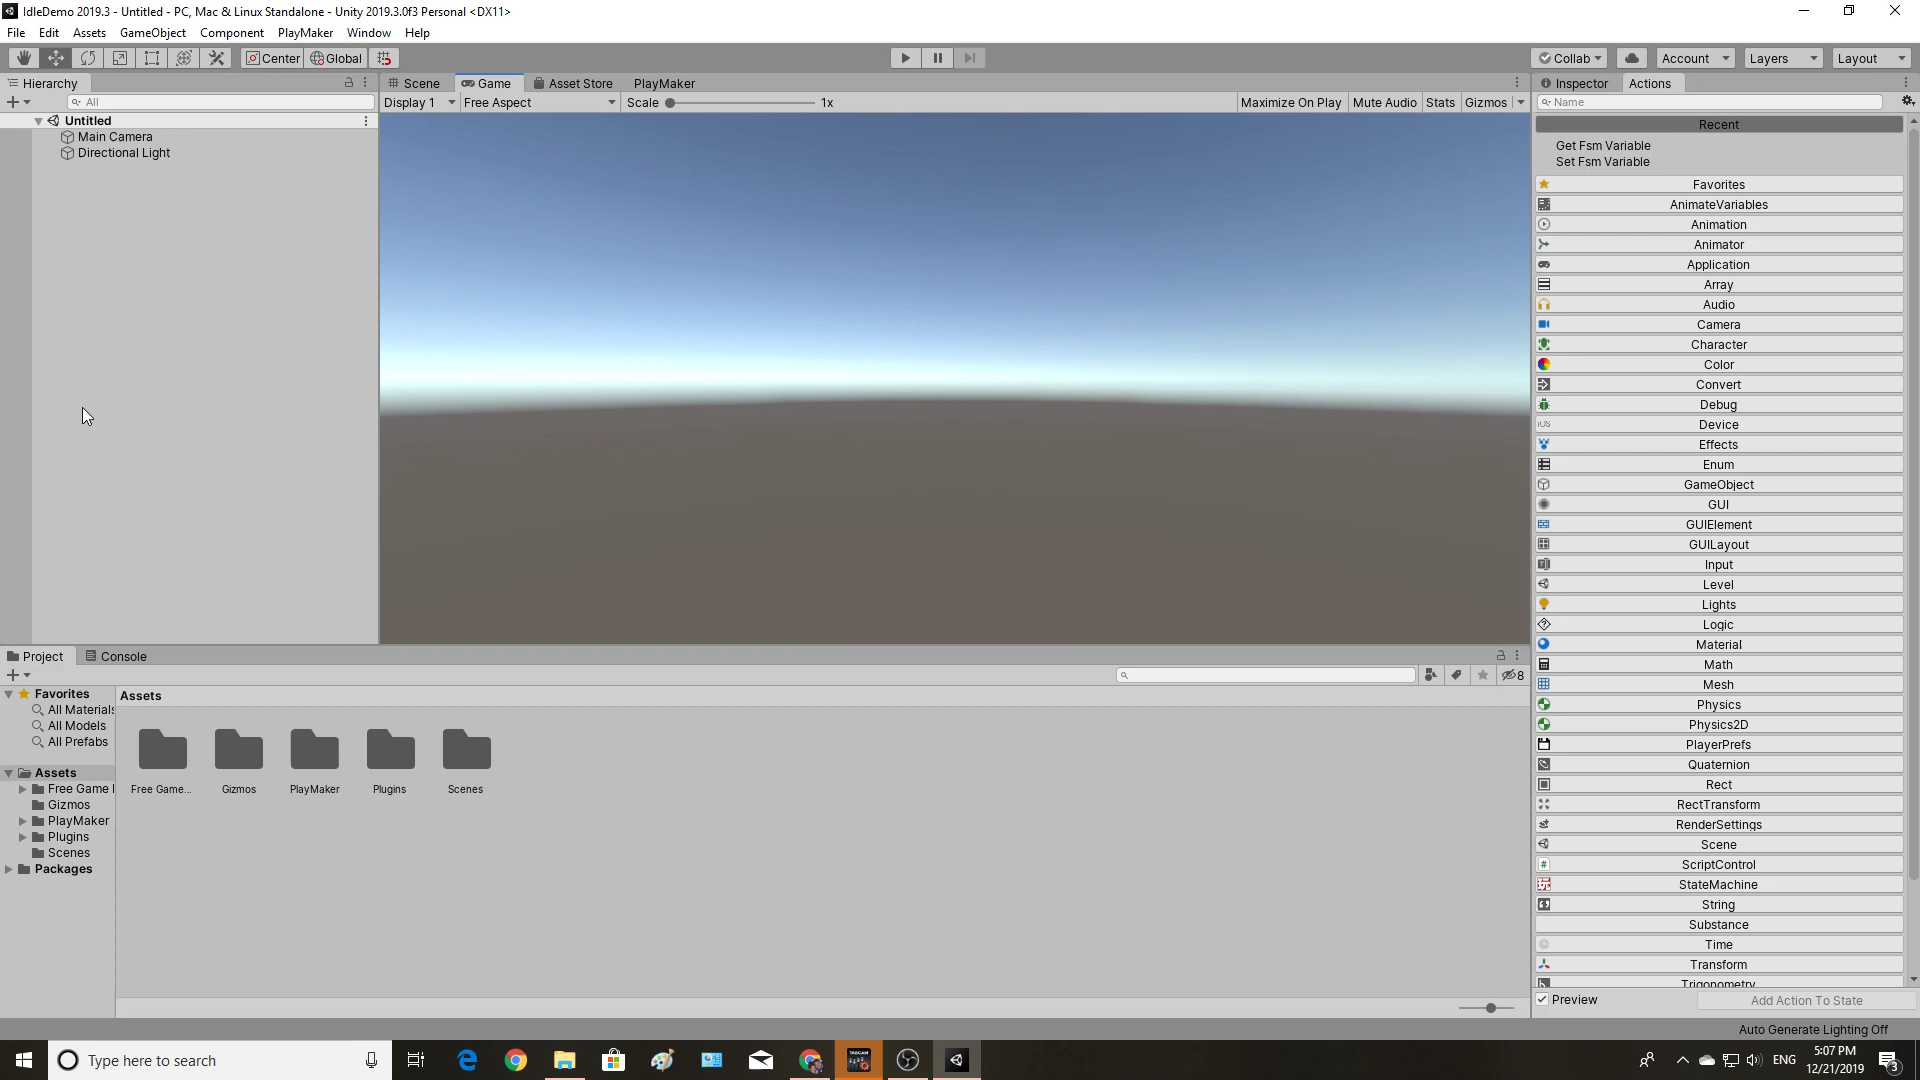 IdleDemo 2019.3 - Untitled - PC, Mac & Linux Standalone - Unity 2019.3.0f3 Personal <DX11>
File Edit Assets GameObject Component PlayMaker Window Help
Center Global Collab Account Layers Layout
Hierarchy
All
Untitled
Main Camera
Directional Light
Scene Game Asset Store PlayMaker
Display 1 Free Aspect Scale 1x Maximize On Play Mute Audio Stats Gizmos
Inspector Actions
Name
Recent
Get Fsm Variable
Set Fsm Variable
Favorites
AnimateVariables
Animation
Animator
Application
Array
Audio
Camera
Character
Color
Convert
Debug
iOS Device
Effects
Enum
GameObject
GUI
GUIElement
GUILayout
Input
Level
Lights
Logic
Material
Math
Mesh
Physics
Physics2D
PlayerPrefs
Quaternion
Rect
RectTransform
RenderSettings
Scene
ScriptControl
StateMachine
String
Substance
Time
Transform
Trigonometry
Preview Add Action To State
Project Console
8
Favorites
All Materials
All Models
All Prefabs
Assets
Free Game
Gizmos
PlayMaker
Plugins
Scenes
Packages
Assets
Free Game... Gizmos PlayMaker Plugins Scenes
Auto Generate Lighting Off
Type here to search
TASCAM
ENG
5:07 PM
12/21/2019
3